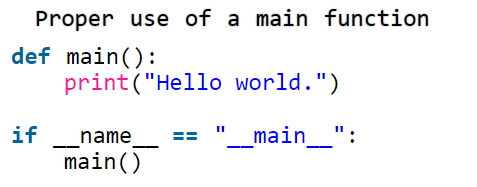 Proper use of a main function
def main():
    print("Hello world.")
if __name__ == "__main__":
    main()